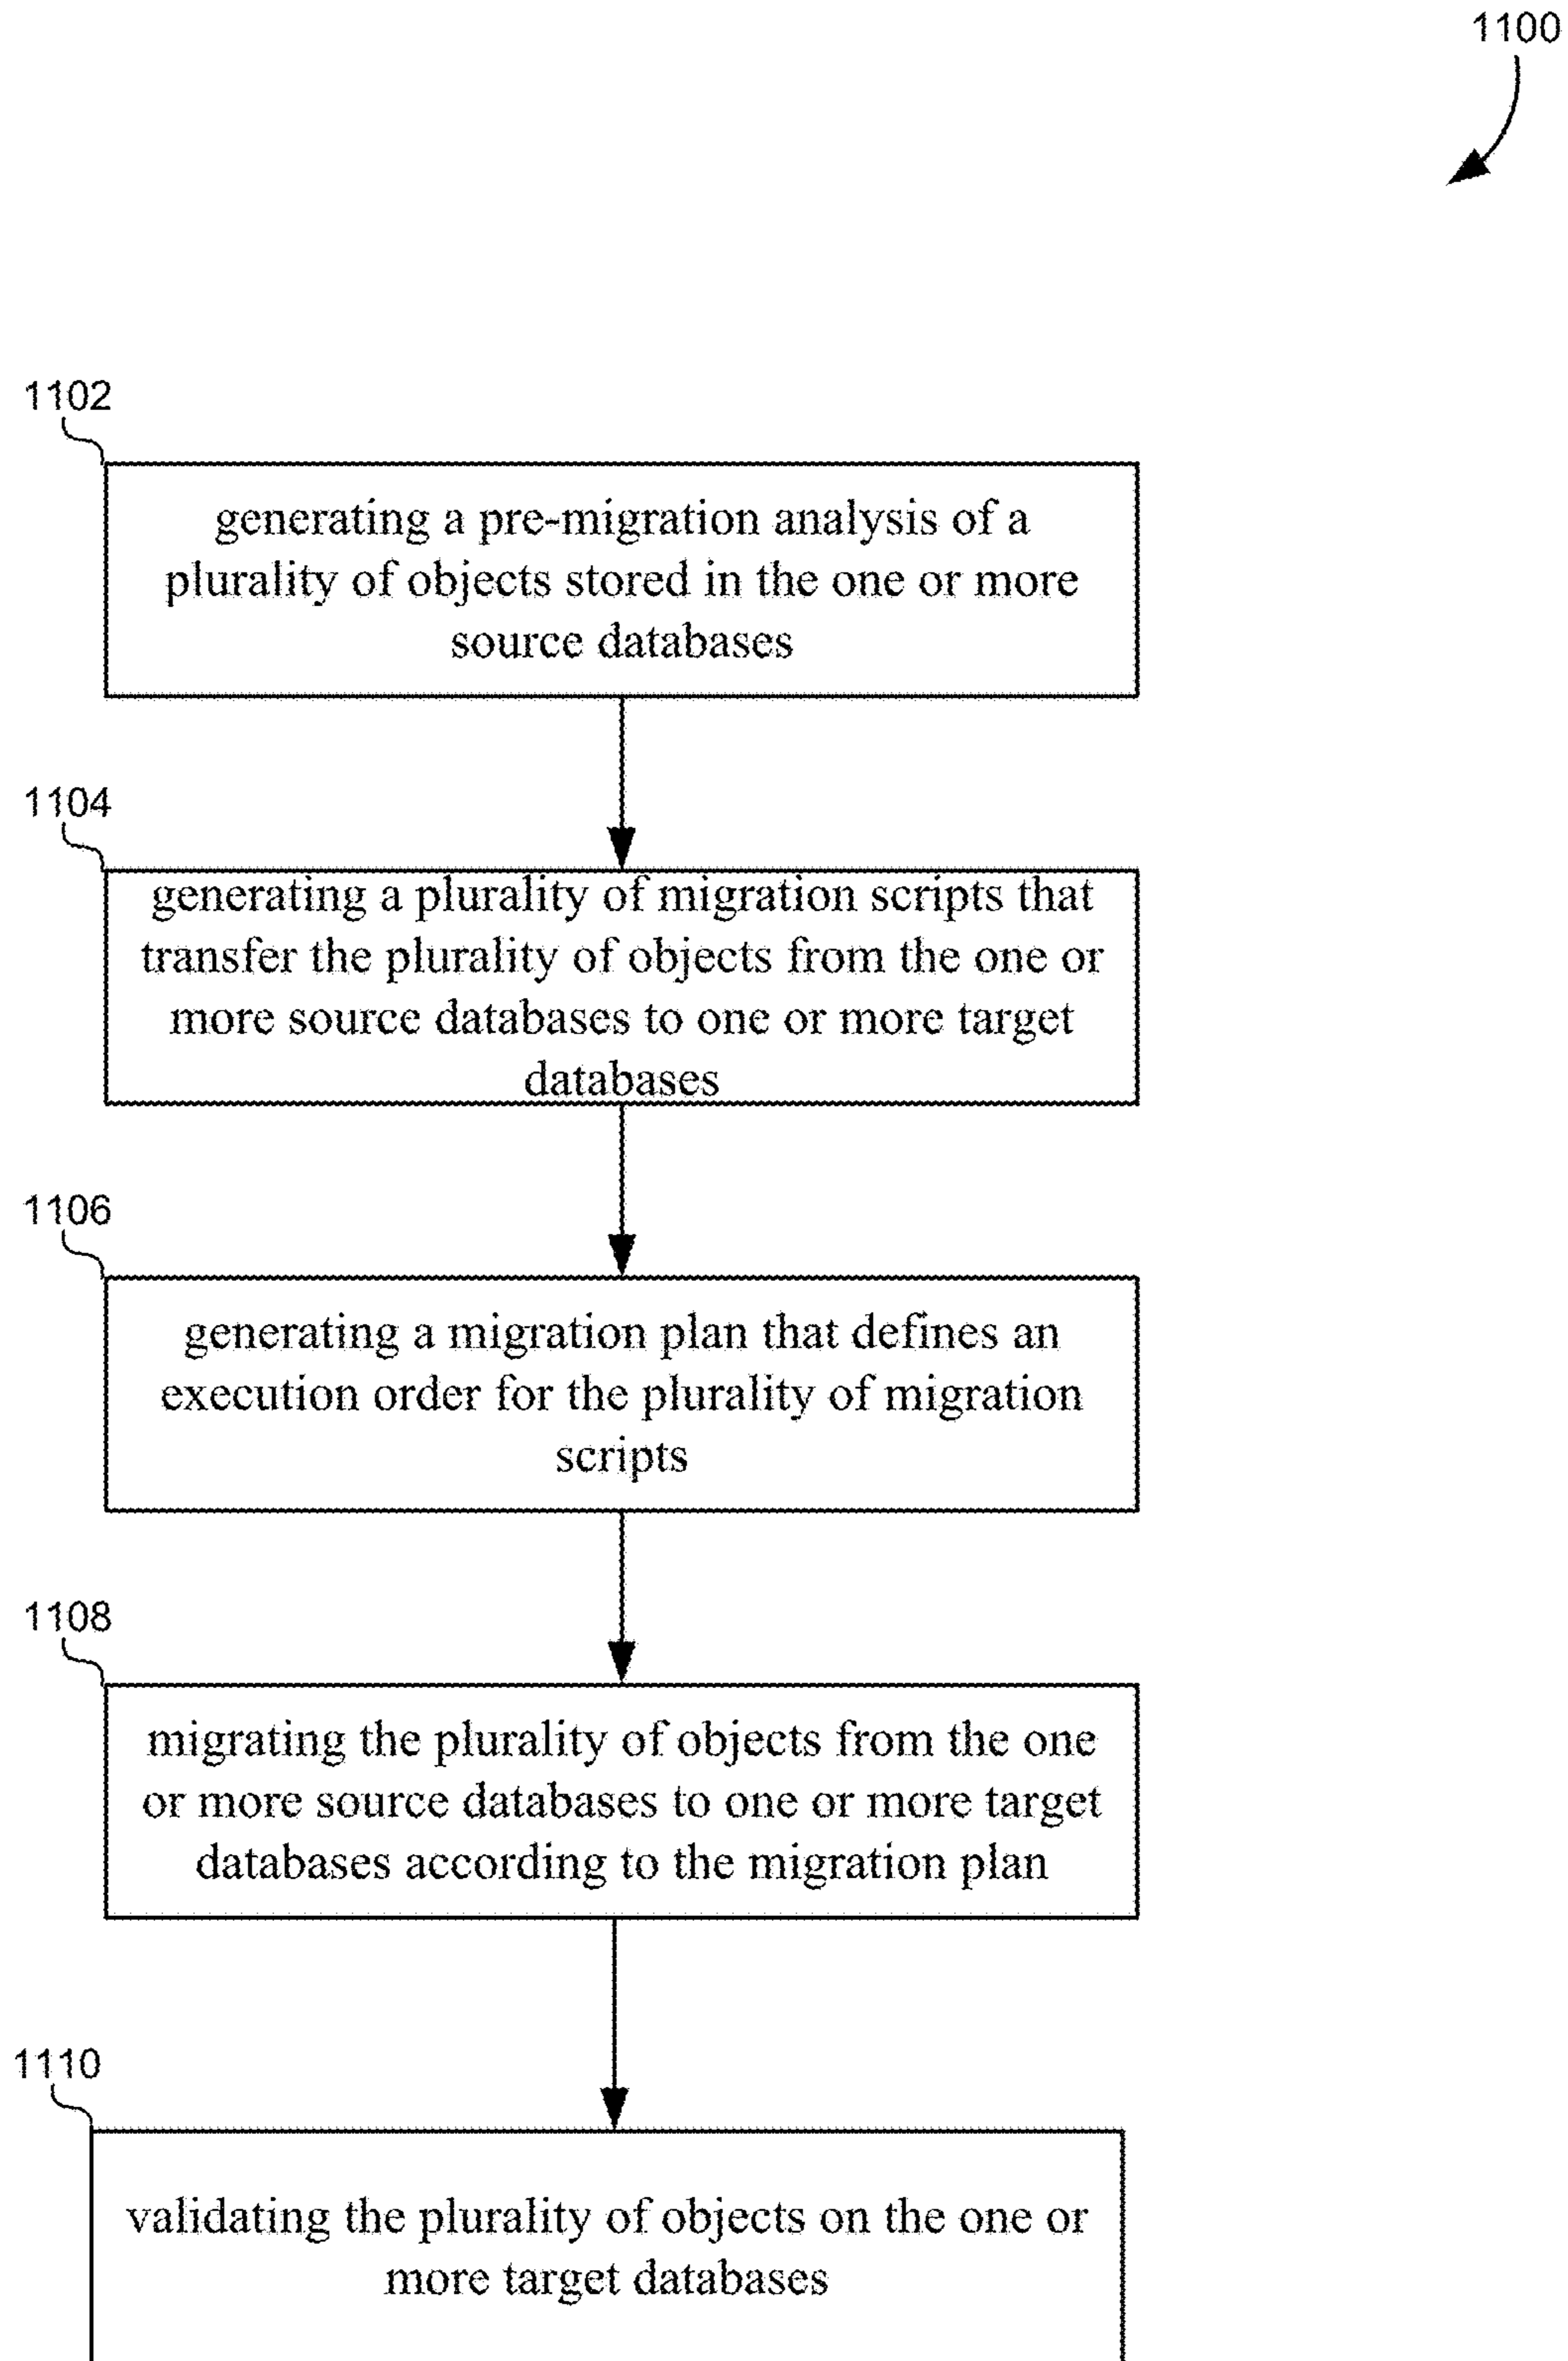 1100
1102
generating a pre-migration analysis of a
plurality of objects stored in the one or more
source databases
1104
generating a plurality of migration scripts that
transfer the plurality of objects from the one or
more source databases to one or more target
databases
1106
generating a migration plan that defines an
execution order for the plurality of migration
scripts
1108
migrating the plurality of objects from the one
or more source databases to one or more target
databases according to the migration plan
1110
validating the plurality of objects on the one or
more target databases